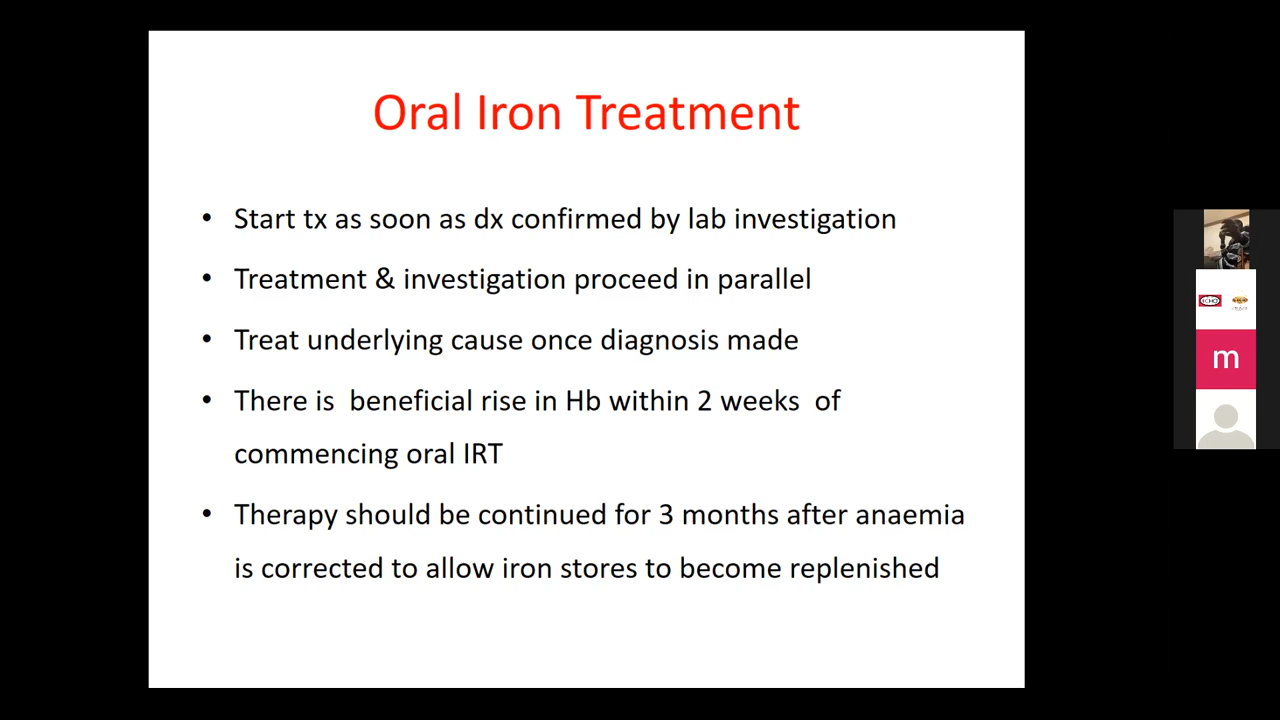 Oral Iron Treatment
• Start tx as soon as dx confirmed by lab investigation
• Treatment & investigation proceed in parallel
• Treat underlying cause once diagnosis made
• There is  beneficial rise in Hb within 2 weeks  of
commencing oral IRT
• Therapy should be continued for 3 months after anaemia
is corrected to allow iron stores to become replenished
m